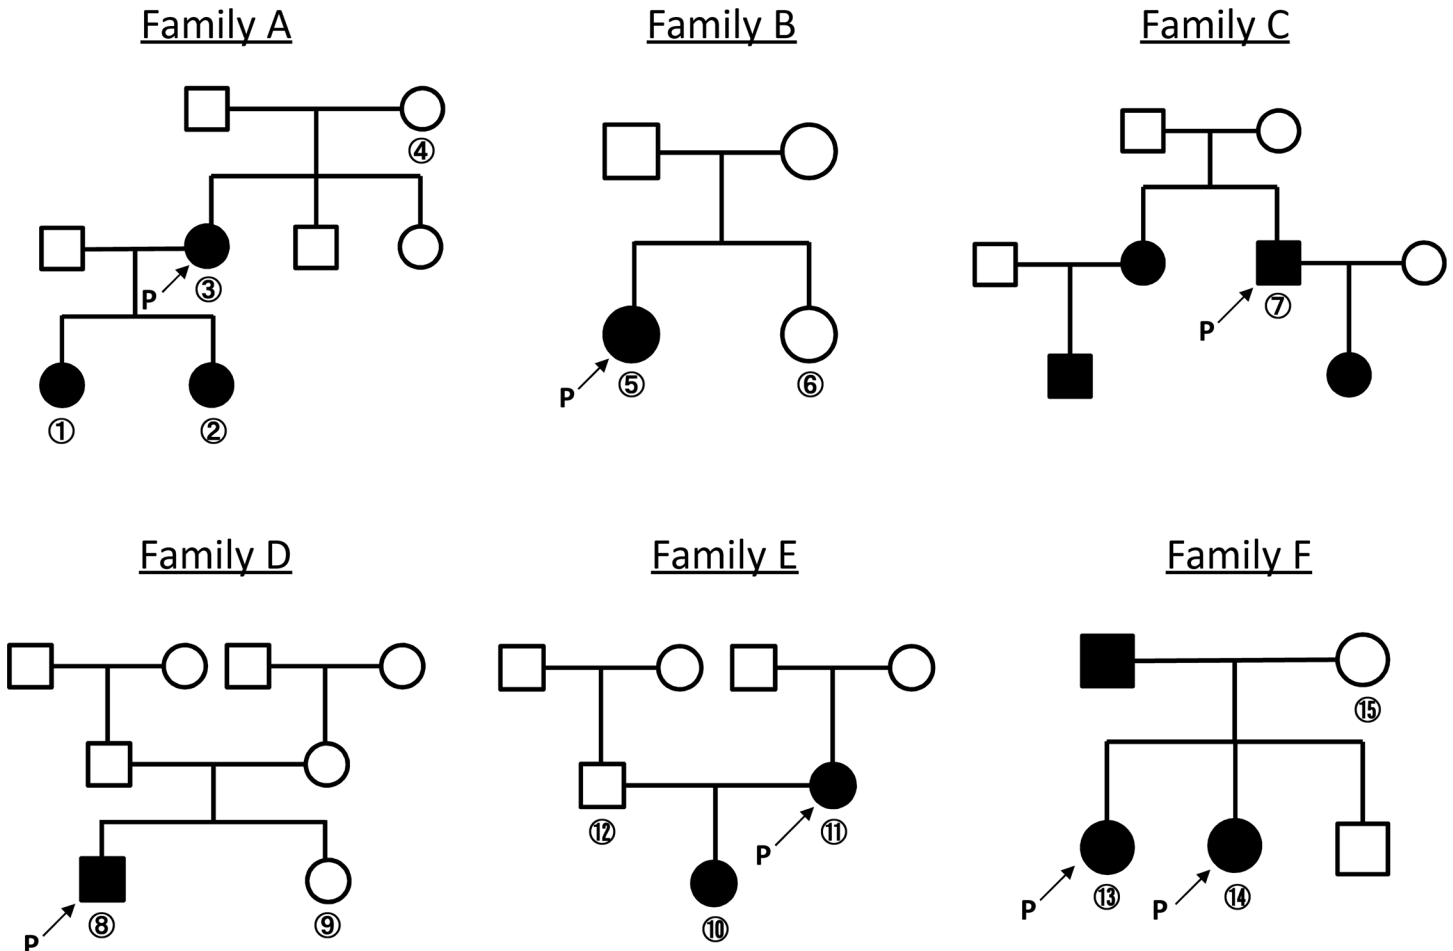 Family A
④
P
③
①
②
Family B
P
⑤
⑥
Family C
P
⑦
Family D
P
⑧
⑨
Family E
⑫
P
⑪
⑩
Family F
⑮
P
⑬
P
⑭